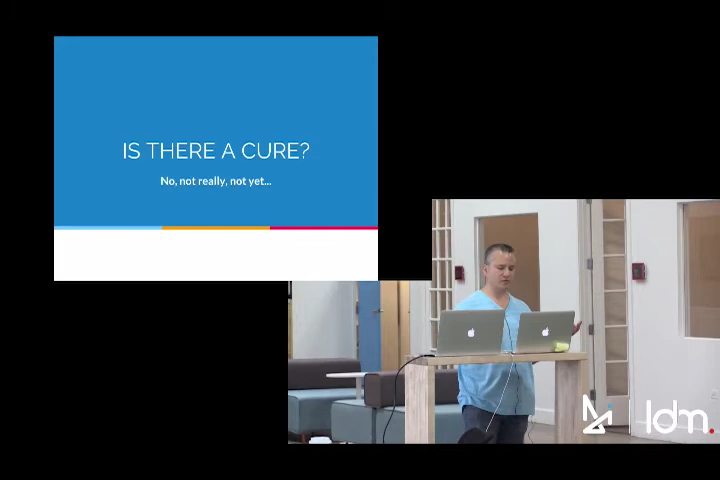 IS THERE A CURE?
No, not really, not yet...
ldm.